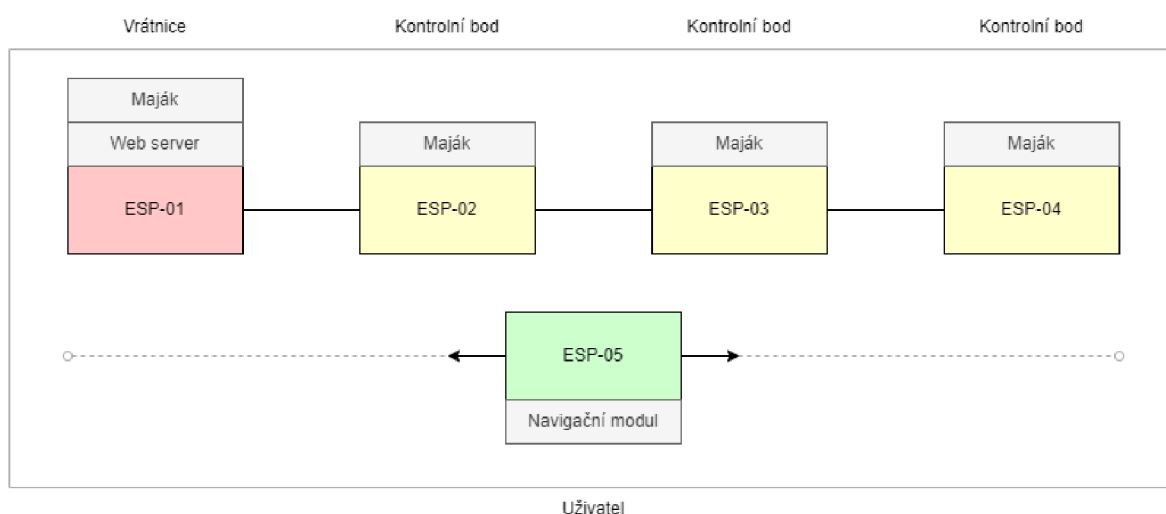 Vrátnice
Kontrolní bod
Kontrolní bod
Kontrolní bod
Maják
Web server
Maják
Maják
Maják
ESP-01
ESP-02
ESP-03
ESP-04
ESP-05
Navigační modul
Uživatel